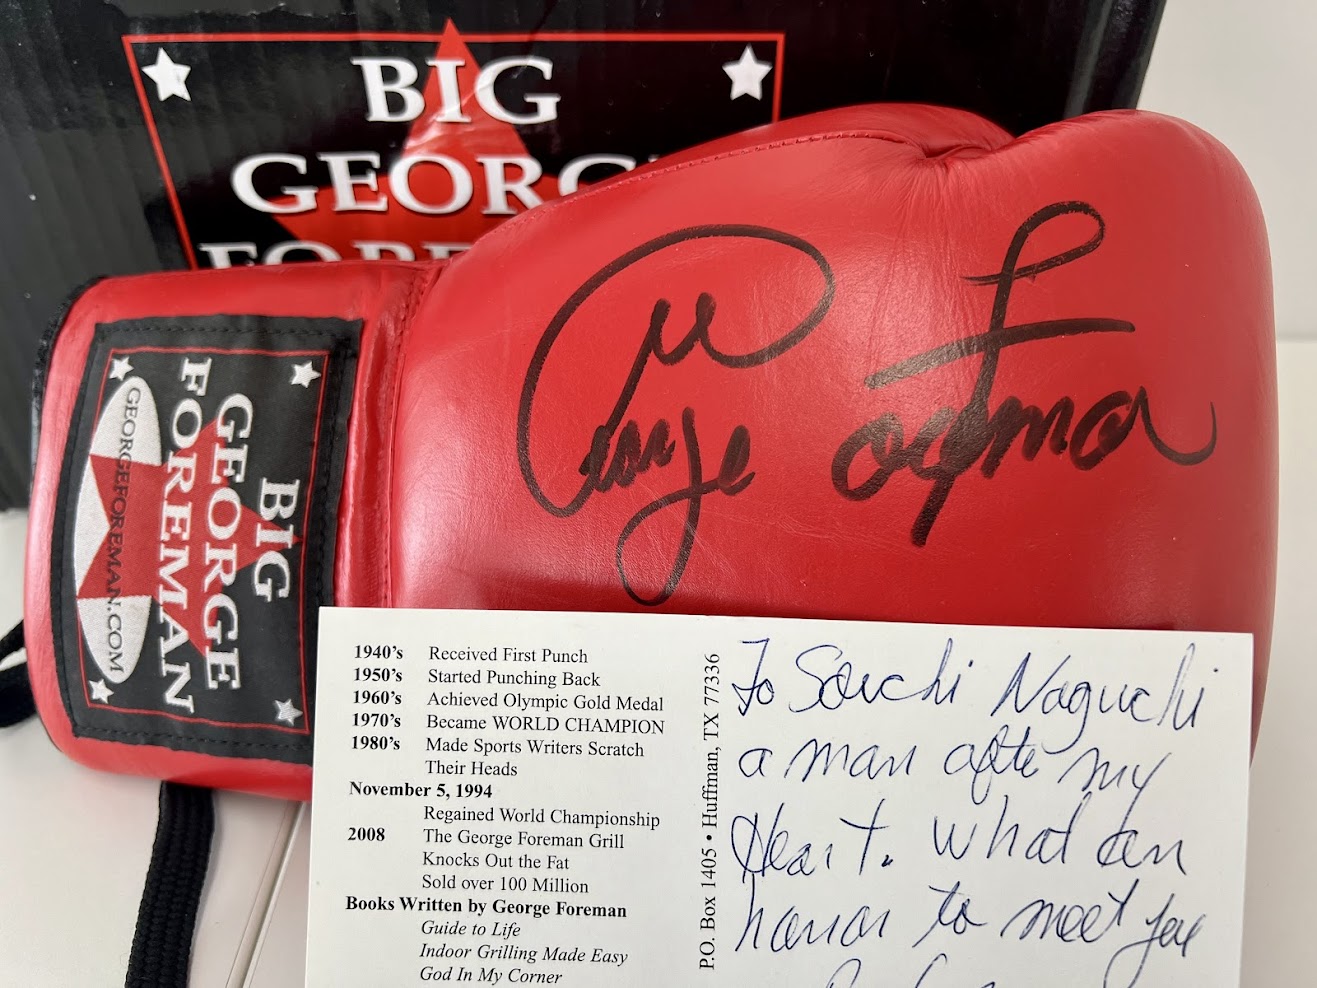 BIG
GEORGE
FOREMAN
BIG
GEORGE
FOREMAN
GEORGEFOREMAN.COM
George Foreman
1940's Received First Punch
1950's Started Punching Back
1960's Achieved Olympic Gold Medal
1970's Became WORLD CHAMPION
1980's Made Sports Writers Scratch
Their Heads
November 5, 1994
Regained World Championship
2008 The George Foreman Grill
Knocks Out the Fat
Sold over 100 Million
Books Written by George Foreman
Guide to Life
Indoor Grilling Made Easy
God In My Corner
P.O. Box 1405 • Huffman, TX 77336
To Soichi Naguchi
a man after my
Heart. What an
honor to meet you